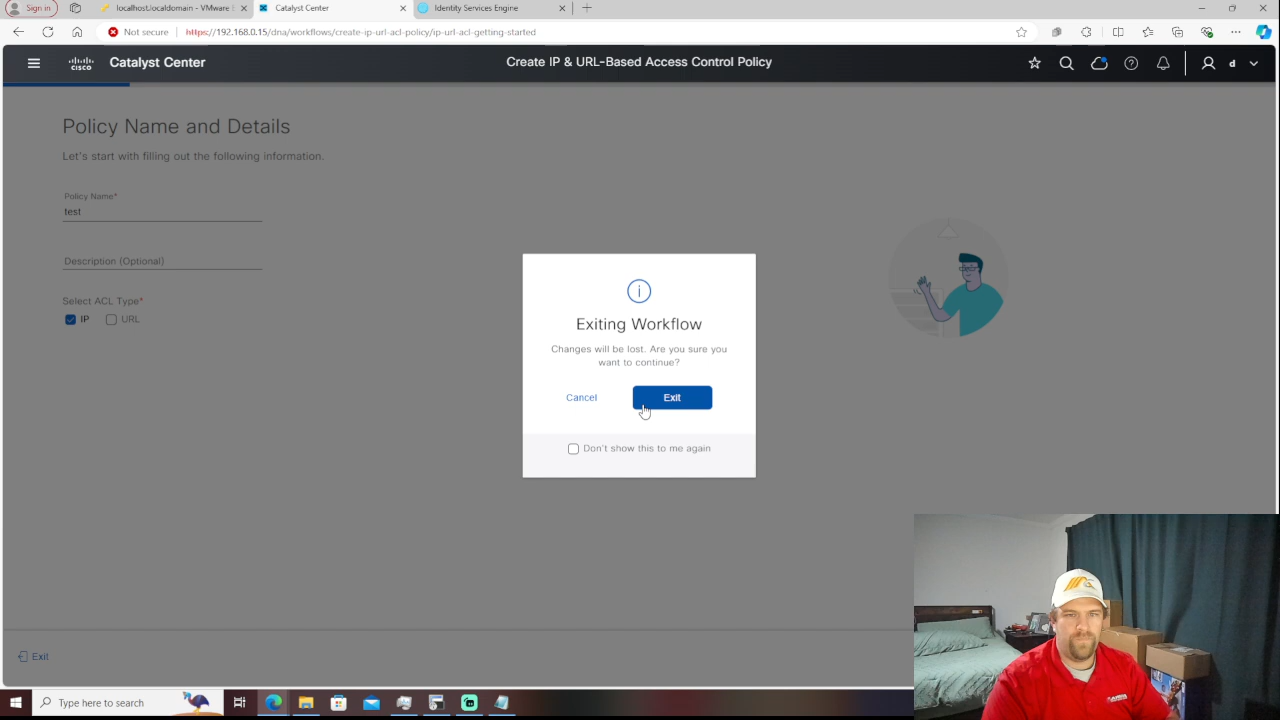 Sign in
localhost.localdomain - VMware
Catalyst Center
Identity Services Engine
Not secure
https://192.168.0.15/dna/workflows/create-ip-url-acl-policy/ip-url-acl-getting-started
cisco
Catalyst Center
Create IP & URL-Based Access Control Policy
d
Policy Name and Details
Let's start with filling out the following information.
Policy Name*
test
Description (Optional)
Select ACL Type*
IP
URL
i
Exiting Workflow
Changes will be lost. Are you sure you
want to continue?
Cancel
Exit
Don't show this to me again
Exit
Type here to search